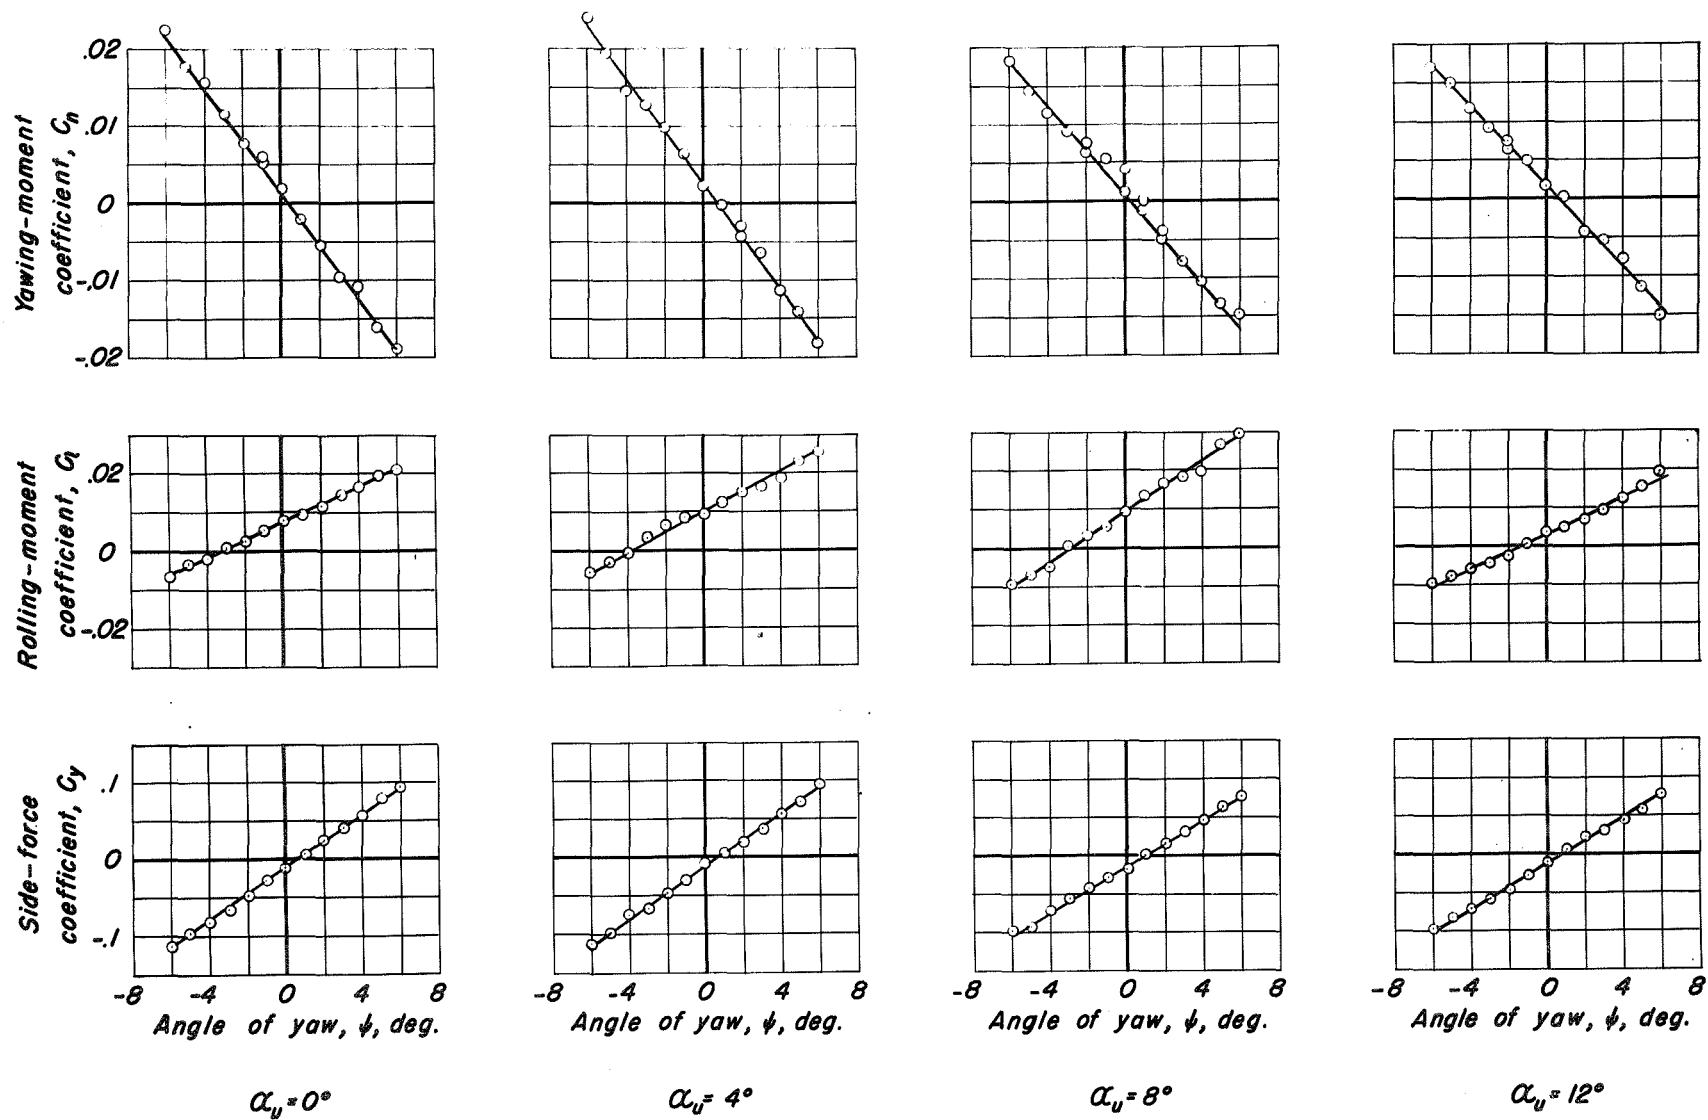 Yawing-moment
coefficient, Cn
.02
.01
0
-.01
-.02
Rolling-moment
coefficient, Cl
.02
0
-.02
Side-force
coefficient, Cy
.1
0
-.1
-8 -4 0 4 8
-8 -4 0 4 8
-8 -4 0 4 8
-8 -4 0 4 8
Angle of yaw, ψ, deg.
Angle of yaw, ψ, deg.
Angle of yaw, ψ, deg.
Angle of yaw, ψ, deg.
αu=0°
αu=4°
αu=8°
αu=12°